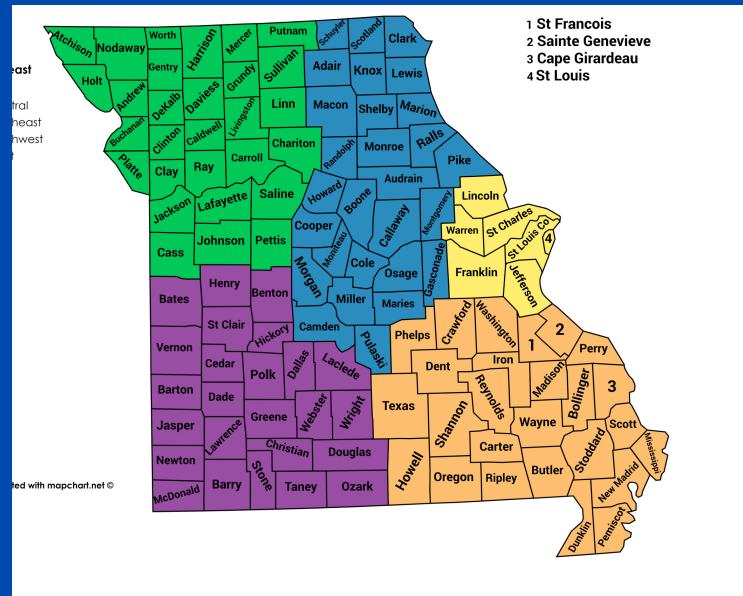 1 St Francois
2 Sainte Genevieve
3 Cape Girardeau
4 St Louis
Atchison
Nodaway
Worth
Harrison
Mercer
Putnam
Schuyler
Scotland
Clark
Holt
Gentry
Grundy
Sullivan
Adair
Knox
Lewis
Andrew
DeKalb
Daviess
Livingston
Linn
Macon
Shelby
Marion
Buchanan
Clinton
Caldwell
Chariton
Randolph
Monroe
Ralls
Platte
Clay
Ray
Carroll
Audrain
Pike
Jackson
Lafayette
Saline
Howard
Boone
Callaway
Montgomery
Lincoln
Cass
Johnson
Pettis
Cooper
Moniteau
Cole
Osage
Gasconade
Warren
St Charles
St Louis Co
4
Franklin
Jefferson
Bates
Henry
Benton
Morgan
Miller
Maries
Camden
Pulaski
Phelps
Crawford
Washington
1
2
Perry
St Clair
Hickory
Vernon
Cedar
Polk
Dallas
Laclede
Dent
Iron
Reynolds
Madison
Bollinger
3
Barton
Dade
Greene
Webster
Wright
Texas
Shannon
Wayne
Scott
Mississippi
Jasper
Lawrence
Christian
Douglas
Carter
Stoddard
Newton
McDonald
Barry
Stone
Taney
Ozark
Howell
Oregon
Ripley
Butler
New Madrid
Dunklin
Pemiscot
with mapchart.net ©